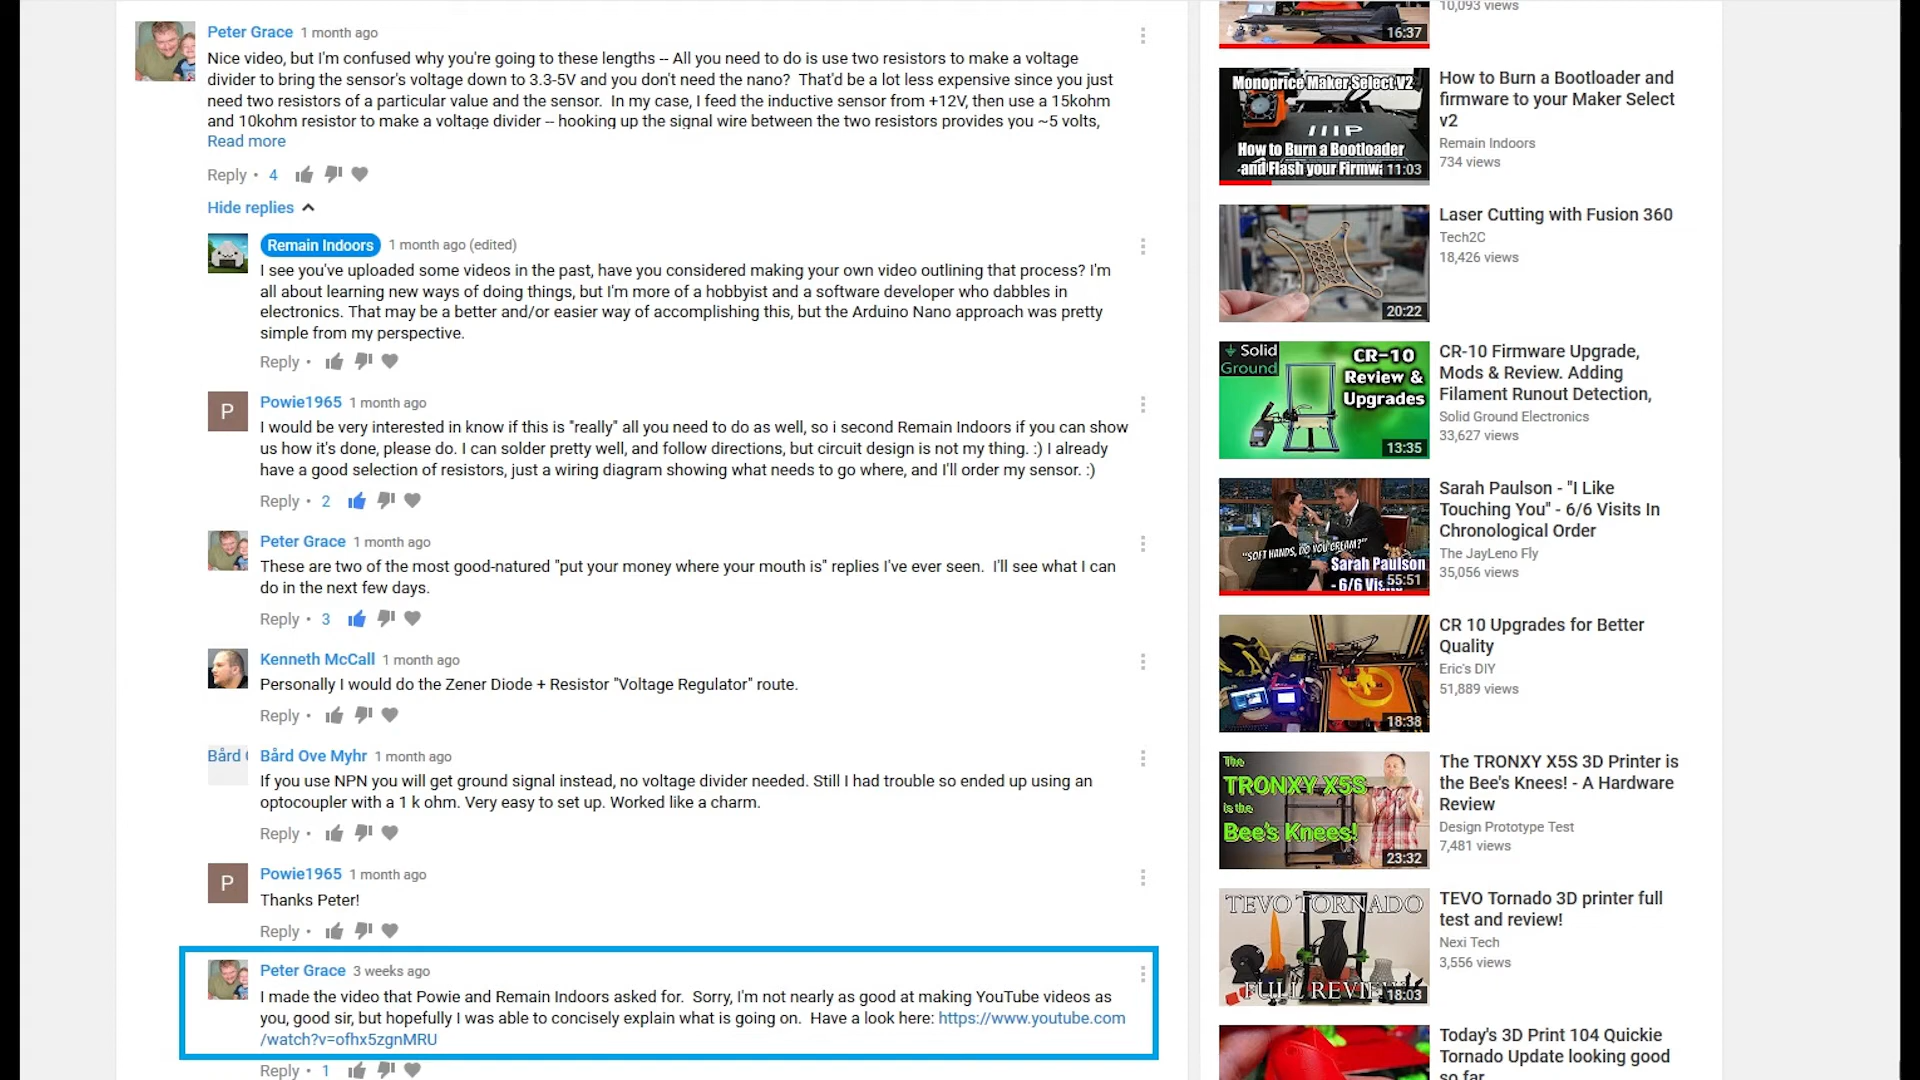 Peter Grace 1 month ago
Nice video, but I'm confused why you're going to these lengths -- All you need to do is use two resistors to make a voltage
divider to bring the sensor's voltage down to 3.3-5V and you don't need the nano?  That'd be a lot less expensive since you just
need two resistors of a particular value and the sensor.  In my case, I feed the inductive sensor from +12V, then use a 15kohm
and 10kohm resistor to make a voltage divider -- hooking up the signal wire between the two resistors provides you ~5 volts,
Read more
Reply • 4
Hide replies
Remain Indoors 1 month ago (edited)
I see you've uploaded some videos in the past, have you considered making your own video outlining that process? I'm
all about learning new ways of doing things, but I'm more of a hobbyist and a software developer who dabbles in
electronics. That may be a better and/or easier way of accomplishing this, but the Arduino Nano approach was pretty
simple from my perspective.
Reply •
P
Powie1965 1 month ago
I would be very interested in know if this is "really" all you need to do as well, so i second Remain Indoors if you can show
us how it's done, please do. I can solder pretty well, and follow directions, but circuit design is not my thing. :) I already
have a good selection of resistors, just a wiring diagram showing what needs to go where, and I'll order my sensor. :)
Reply • 2
Peter Grace 1 month ago
These are two of the most good-natured "put your money where your mouth is" replies I've ever seen.  I'll see what I can
do in the next few days.
Reply • 3
Kenneth McCall 1 month ago
Personally I would do the Zener Diode + Resistor "Voltage Regulator" route.
Reply •
Bård
Bård Ove Myhr 1 month ago
If you use NPN you will get ground signal instead, no voltage divider needed. Still I had trouble so ended up using an
optocoupler with a 1 k ohm. Very easy to set up. Worked like a charm.
Reply •
P
Powie1965 1 month ago
Thanks Peter!
Reply •
Peter Grace 3 weeks ago
I made the video that Powie and Remain Indoors asked for.  Sorry, I'm not nearly as good at making YouTube videos as
you, good sir, but hopefully I was able to concisely explain what is going on.  Have a look here: https://www.youtube.com
/watch?v=ofhx5zgnMRU
Reply • 1
10,093 views
16:37
Monoprice Maker Select V2
IIIP
How to Burn a Bootloader
and Flash your Firmw
11:03
How to Burn a Bootloader and
firmware to your Maker Select
v2
Remain Indoors
734 views
20:22
Laser Cutting with Fusion 360
Tech2C
18,426 views
Solid
Ground
CR-10
Review &
Upgrades
13:35
CR-10 Firmware Upgrade,
Mods & Review. Adding
Filament Runout Detection,
Solid Ground Electronics
33,627 views
"SOFT HANDS, DO YOU CREAM?"
Sarah Paulson
- 6/6 Vis
55:51
Sarah Paulson - "I Like
Touching You" - 6/6 Visits In
Chronological Order
The JayLeno Fly
35,056 views
18:38
CR 10 Upgrades for Better
Quality
Eric's DIY
51,889 views
The
TRONXY X5S
is the
Bee's Knees!
23:32
The TRONXY X5S 3D Printer is
the Bee's Knees! - A Hardware
Review
Design Prototype Test
7,481 views
TEVO TORNADO
FULL REVIEW
18:03
TEVO Tornado 3D printer full
test and review!
Nexi Tech
3,556 views
Today's 3D Print 104 Quickie
Tornado Update looking good
so far